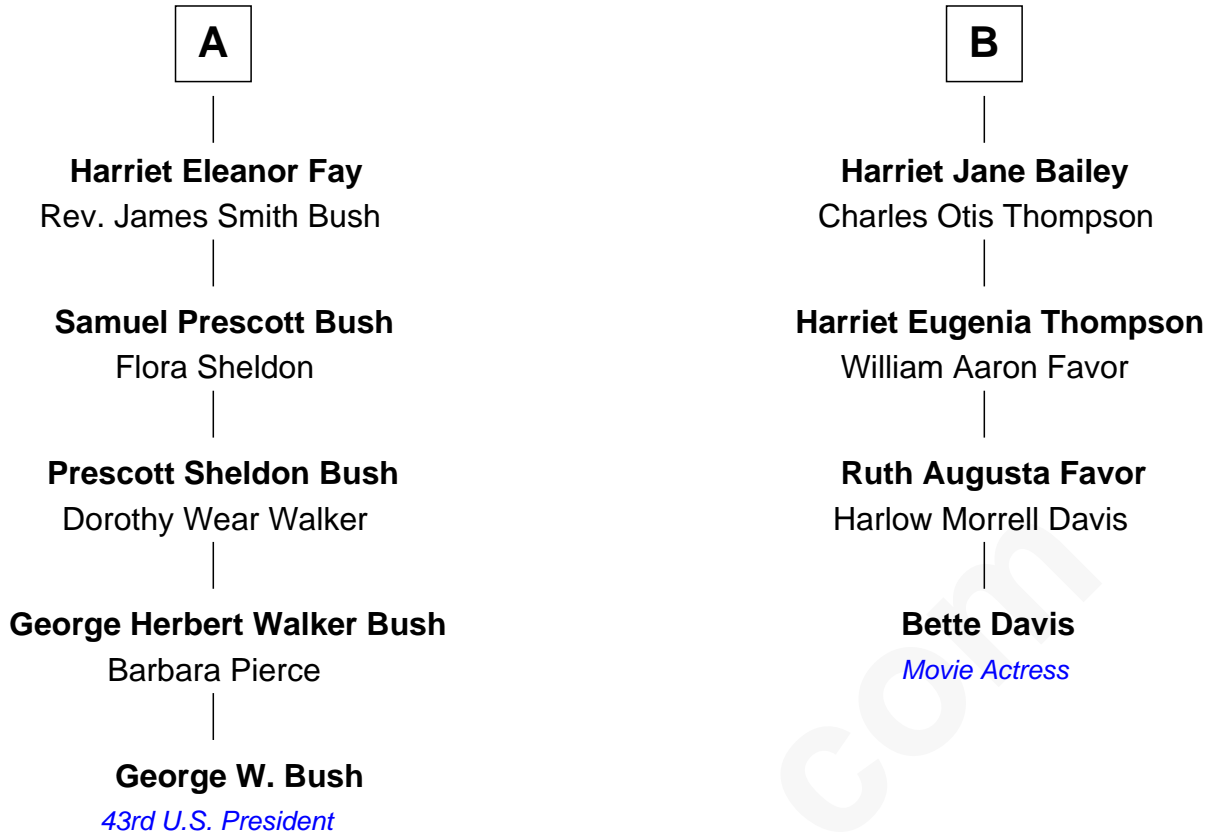 A
Harriet Eleanor Fay
Rev. James Smith Bush
Samuel Prescott Bush
Flora Sheldon
Prescott Sheldon Bush
Dorothy Wear Walker
George Herbert Walker Bush
Barbara Pierce
George W. Bush
43rd U.S. President
B
Harriet Jane Bailey
Charles Otis Thompson
Harriet Eugenia Thompson
William Aaron Favor
Ruth Augusta Favor
Harlow Morrell Davis
Bette Davis
Movie Actress
com